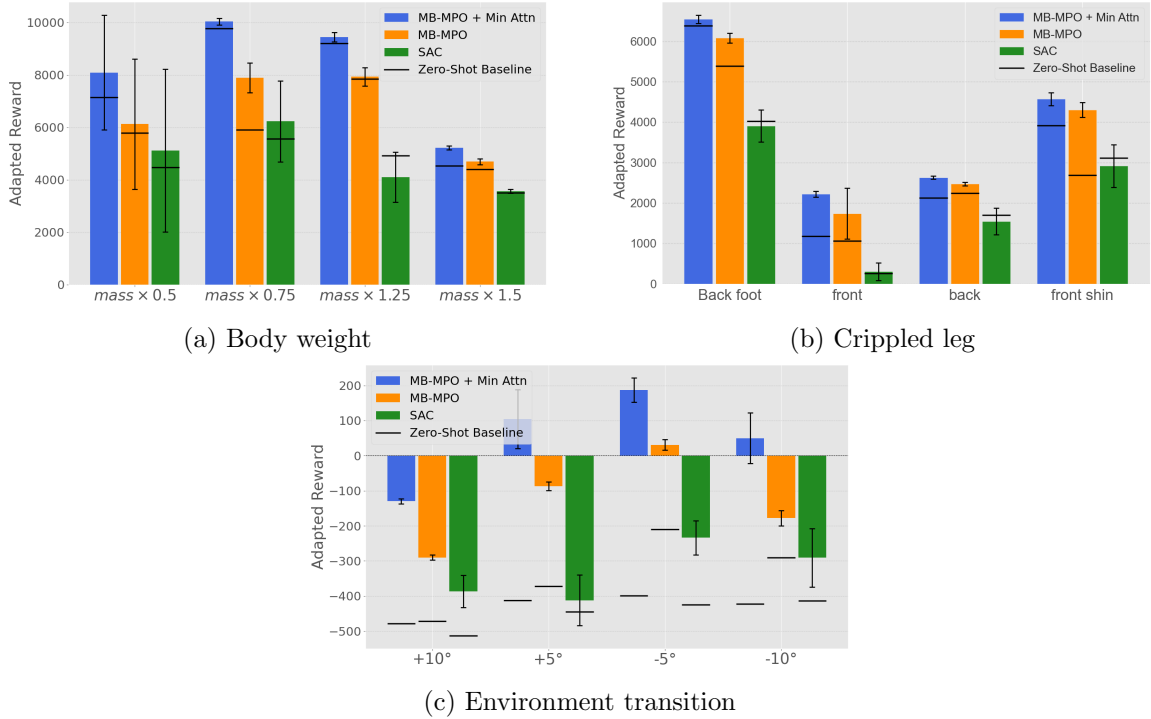 MB-MPO + Min Attn
MB-MPO
SAC
Zero-Shot Baseline
Adapted Reward
10000
8000
6000
4000
2000
0
mass × 0.5
mass × 0.75
mass × 1.25
mass × 1.5
(a) Body weight
MB-MPO + Min Attn
MB-MPO
SAC
Zero-Shot Baseline
Adapted Reward
6000
5000
4000
3000
2000
1000
0
Back foot
front
back
front shin
(b) Crippled leg
MB-MPO + Min Attn
MB-MPO
SAC
Zero-Shot Baseline
Adapted Reward
200
100
0
−100
−200
−300
−400
−500
+10°
+5°
-5°
-10°
(c) Environment transition